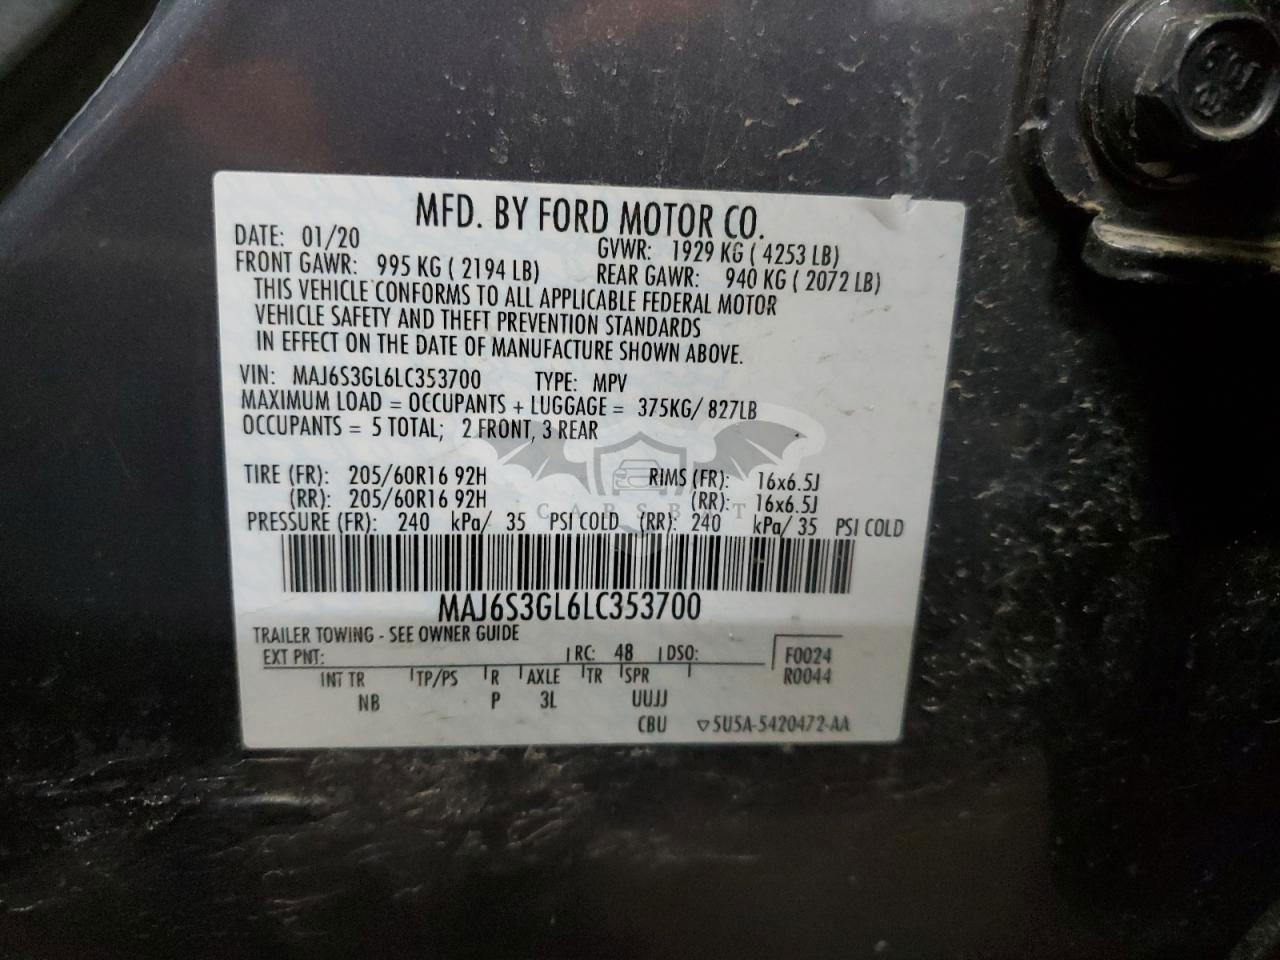 MFD. BY FORD MOTOR CO.
DATE: 01/20 GVWR: 1929 KG ( 4253 LB)
FRONT GAWR: 995 KG ( 2194 LB) REAR GAWR: 940 KG ( 2072 LB)
THIS VEHICLE CONFORMS TO ALL APPLICABLE FEDERAL MOTOR
VEHICLE SAFETY AND THEFT PREVENTION STANDARDS
IN EFFECT ON THE DATE OF MANUFACTURE SHOWN ABOVE.
VIN: MAJ6S3GL6LC353700 TYPE: MPV
MAXIMUM LOAD = OCCUPANTS + LUGGAGE = 375KG/ 827LB
OCCUPANTS = 5 TOTAL; 2 FRONT, 3 REAR
TIRE (FR): 205/60R16 92H RIMS (FR): 16x6.5J
(RR): 205/60R16 92H (RR): 16x6.5J
CARSBAT
PRESSURE (FR): 240 kPa/ 35 PSI COLD (RR): 240 kPa/ 35 PSI COLD
MAJ6S3GL6LC353700
TRAILER TOWING - SEE OWNER GUIDE
EXT PNT: RC: 48 DSO: F0024
INT TR TP/PS R AXLE TR SPR R0044
NB P 3L UUJJ
CBU ▽5U5A-5420472-AA